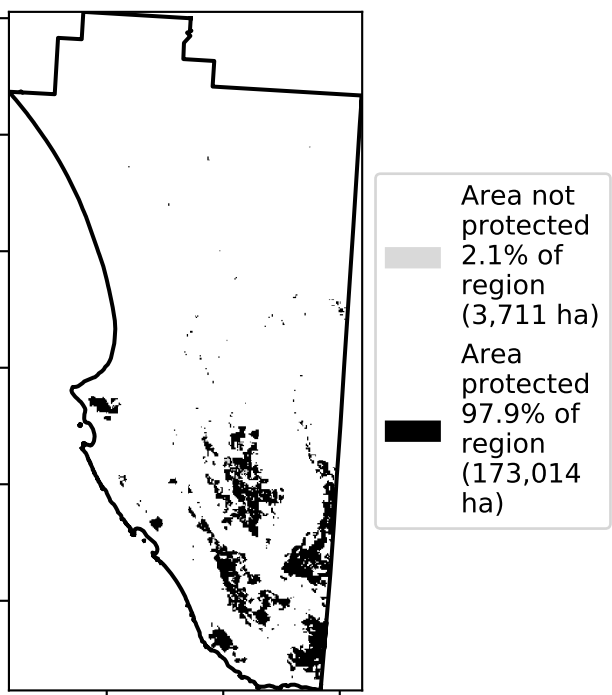 Area not
protected
2.1% of
region
(3,711 ha)
Area
protected
97.9% of
region
(173,014
ha)